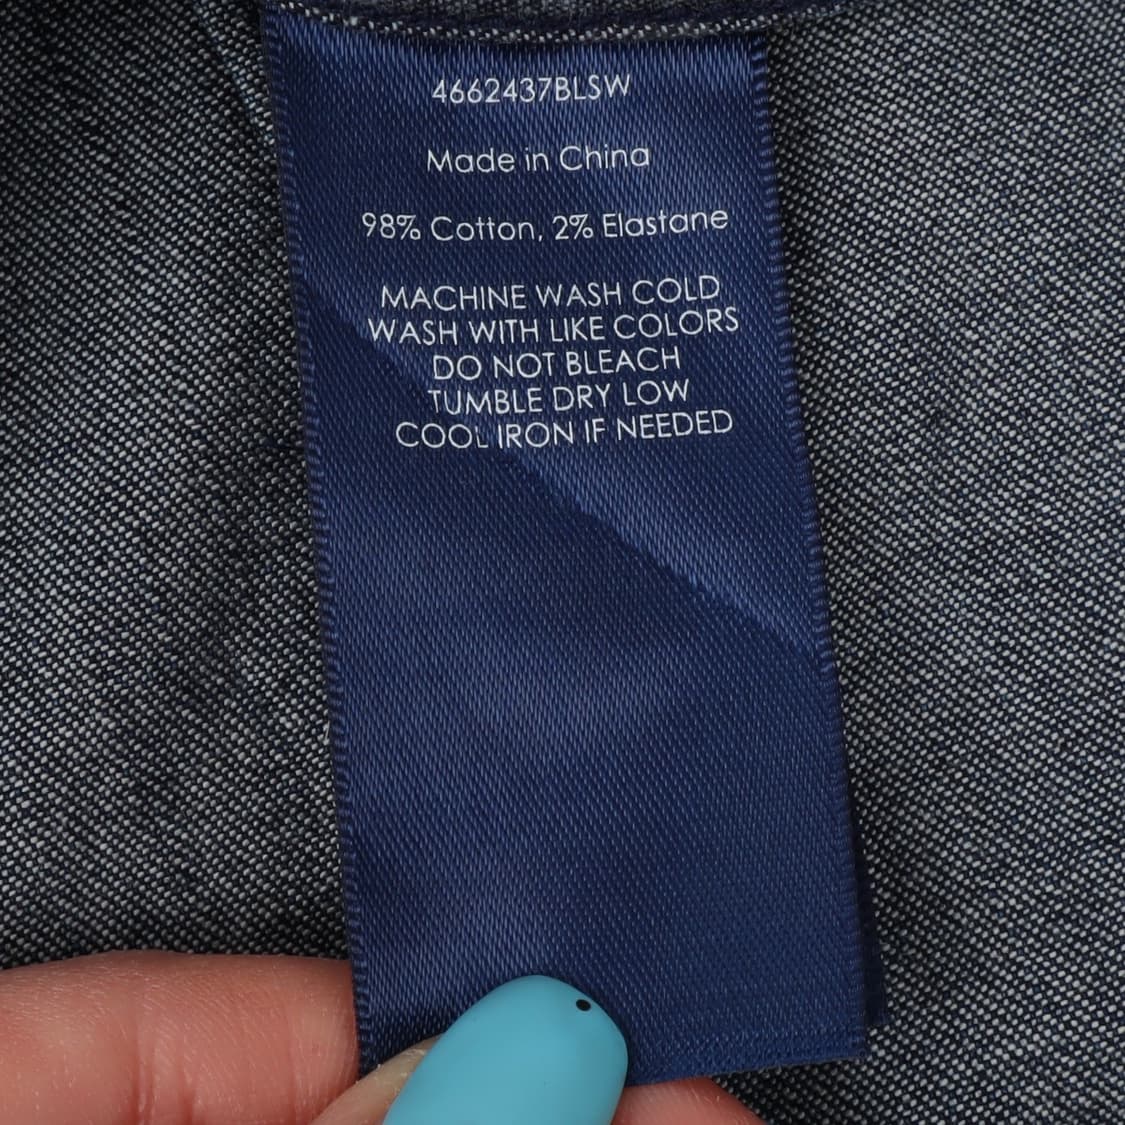 4662437BLSW
Made in China
98% Cotton, 2% Elastane
MACHINE WASH COLD
WASH WITH LIKE COLORS
DO NOT BLEACH
TUMBLE DRY LOW
COOL IRON IF NEEDED